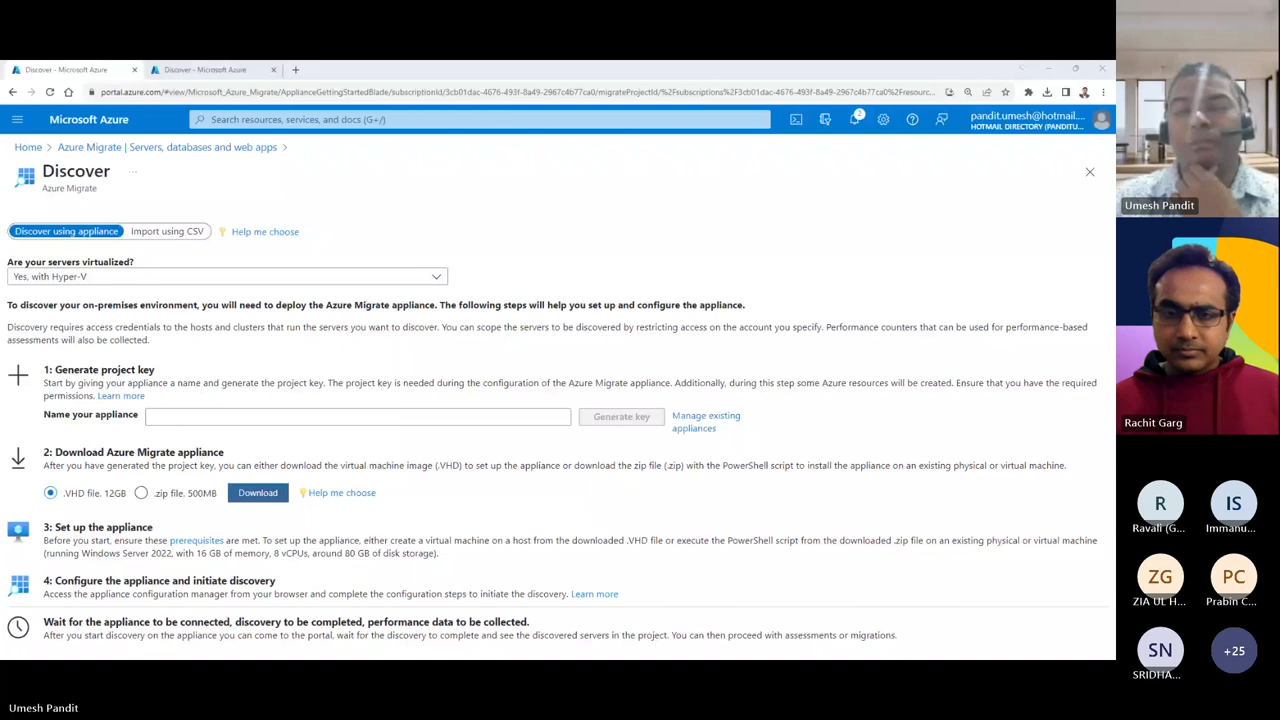 Discover - Microsoft Azure
Discover - Microsoft Azure
portal.azure.com/#view/Microsoft_Azure_Migrate/ApplianceGettingStartedBlade/subscriptionId/3cb01dac-4676-493f-8a49-2967c4b77ca0/migrateProjectId/%2Fsubscriptions%2F3cb01dac-4676-493f-8a49-2967c4b77ca0%2Fresourc...
Microsoft Azure
Search resources, services, and docs (G+/)
2
pandit.umesh@hotmail....
HOTMAIL DIRECTORY (PANDITU...
Home > Azure Migrate | Servers, databases and web apps >
Discover ...
Azure Migrate
Discover using appliance
Import using CSV
Help me choose
Are your servers virtualized?
Yes, with Hyper-V
To discover your on-premises environment, you will need to deploy the Azure Migrate appliance. The following steps will help you set up and configure the appliance.
Discovery requires access credentials to the hosts and clusters that run the servers you want to discover. You can scope the servers to be discovered by restricting access on the account you specify. Performance counters that can be used for performance-based
assessments will also be collected.
1: Generate project key
Start by giving your appliance a name and generate the project key. The project key is needed during the configuration of the Azure Migrate appliance. Additionally, during this step some Azure resources will be created. Ensure that you have the required
permissions. Learn more
Name your appliance
Generate key
Manage existing
appliances
2: Download Azure Migrate appliance
After you have generated the project key, you can either download the virtual machine image (.VHD) to set up the appliance or download the zip file (.zip) with the PowerShell script to install the appliance on an existing physical or virtual machine.
.VHD file. 12GB
.zip file. 500MB
Download
Help me choose
3: Set up the appliance
Before you start, ensure these prerequisites are met. To set up the appliance, either create a virtual machine on a host from the downloaded .VHD file or execute the PowerShell script from the downloaded .zip file on an existing physical or virtual machine
(running Windows Server 2022, with 16 GB of memory, 8 vCPUs, around 80 GB of disk storage).
4: Configure the appliance and initiate discovery
Access the appliance configuration manager from your browser and complete the configuration steps to initiate the discovery. Learn more
Wait for the appliance to be connected, discovery to be completed, performance data to be collected.
After you start discovery on the appliance you can come to the portal, wait for the discovery to complete and see the discovered servers in the project. You can then proceed with assessments or migrations.
Umesh Pandit
Rachit Garg
R
Ravali (G...
IS
Immanu...
ZG
ZIA UL H...
PC
Prabin C...
SN
SRIDHA...
+25
Umesh Pandit